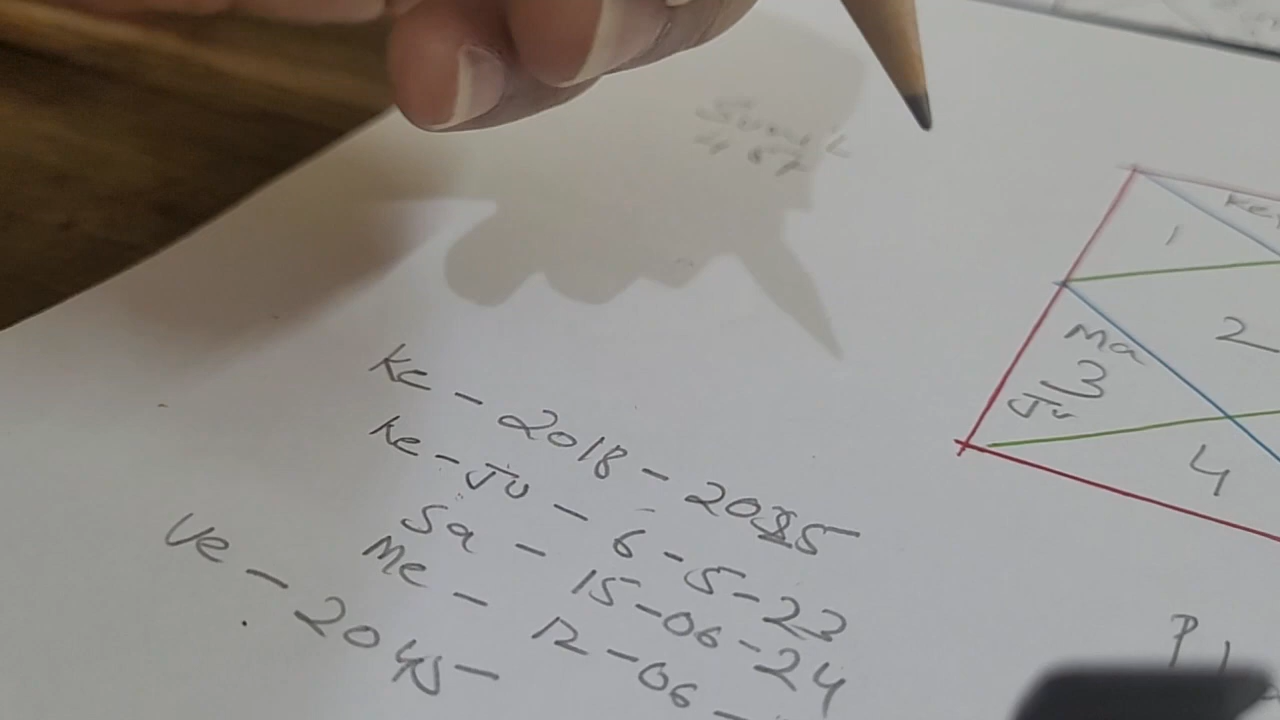 Ke - 2018 - 2025
Ke - Ju - 6 - 5 - 23
Sa - 15 - 06 - 24
Me - 12 - 06 -
Ve - 2045 -
Ke
1
2
Ma
3
Ju
4